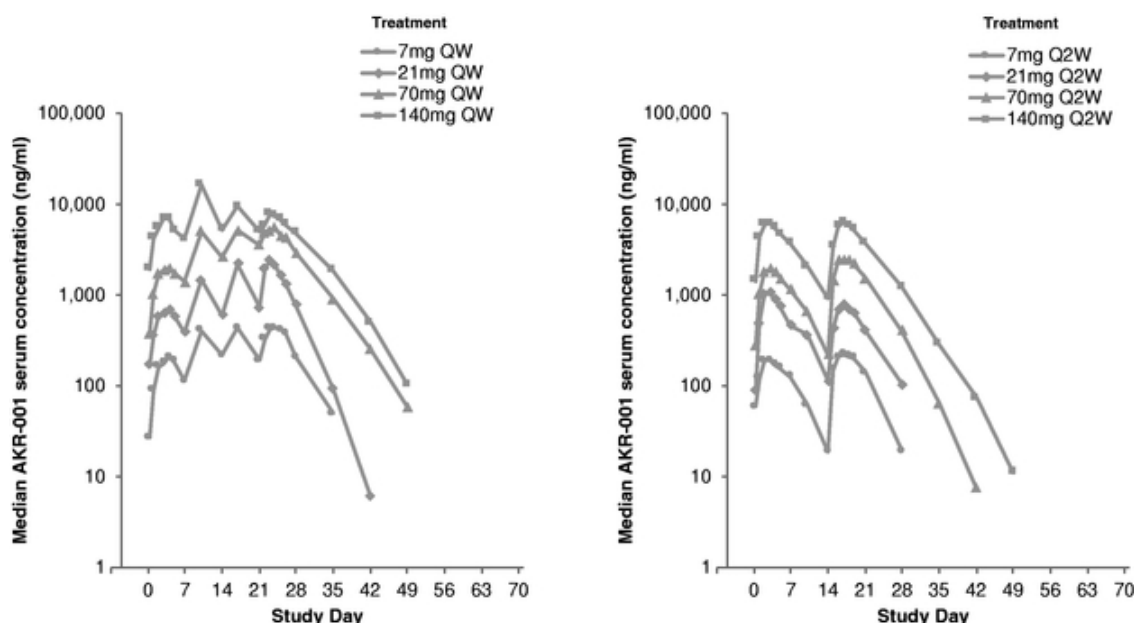 Treatment
7mg QW
21mg QW
70mg QW
140mg QW
Median AKR-001 serum concentration (ng/ml)
100,000
10,000
1,000
100
10
1
0 7 14 21 28 35 42 49 56 63 70
Study Day
Treatment
7mg Q2W
21mg Q2W
70mg Q2W
140mg Q2W
Median AKR-001 serum concentration (ng/ml)
100,000
10,000
1,000
100
10
1
0 7 14 21 28 35 42 49 56 63 70
Study Day